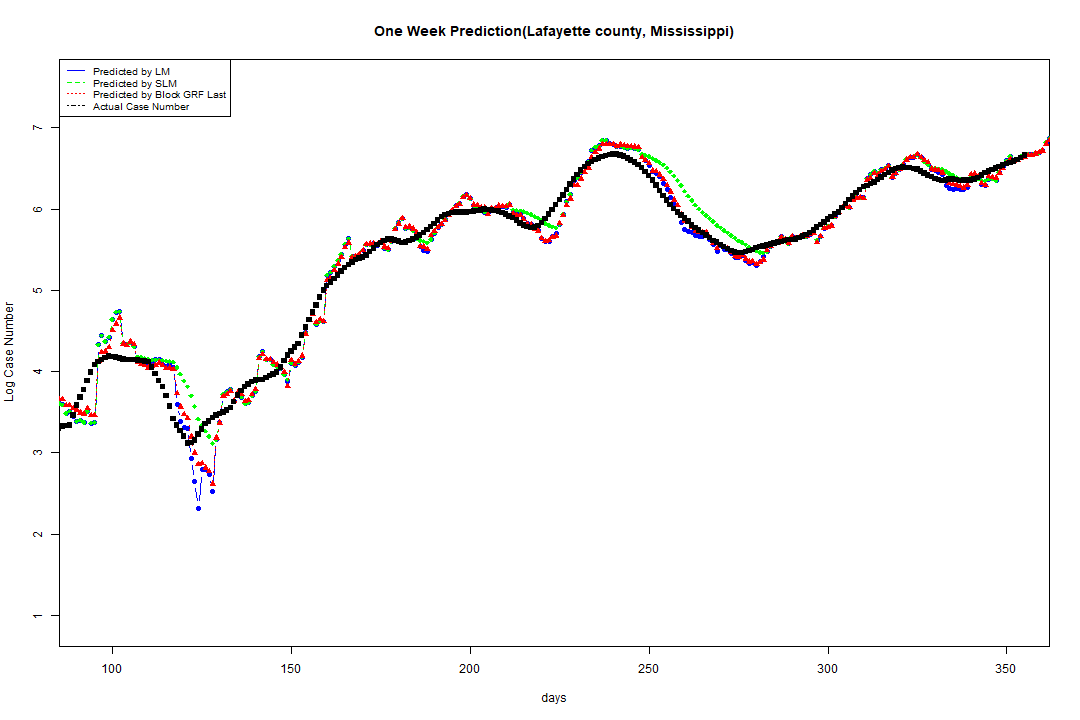 One Week Prediction(Lafayette county, Mississippi)
Predicted by LM
Predicted by SLM
Predicted by Block GRF Last
Actual Case Number
7
6
5
4
3
2
1
Log Case Number
100 150 200 250 300 350
days